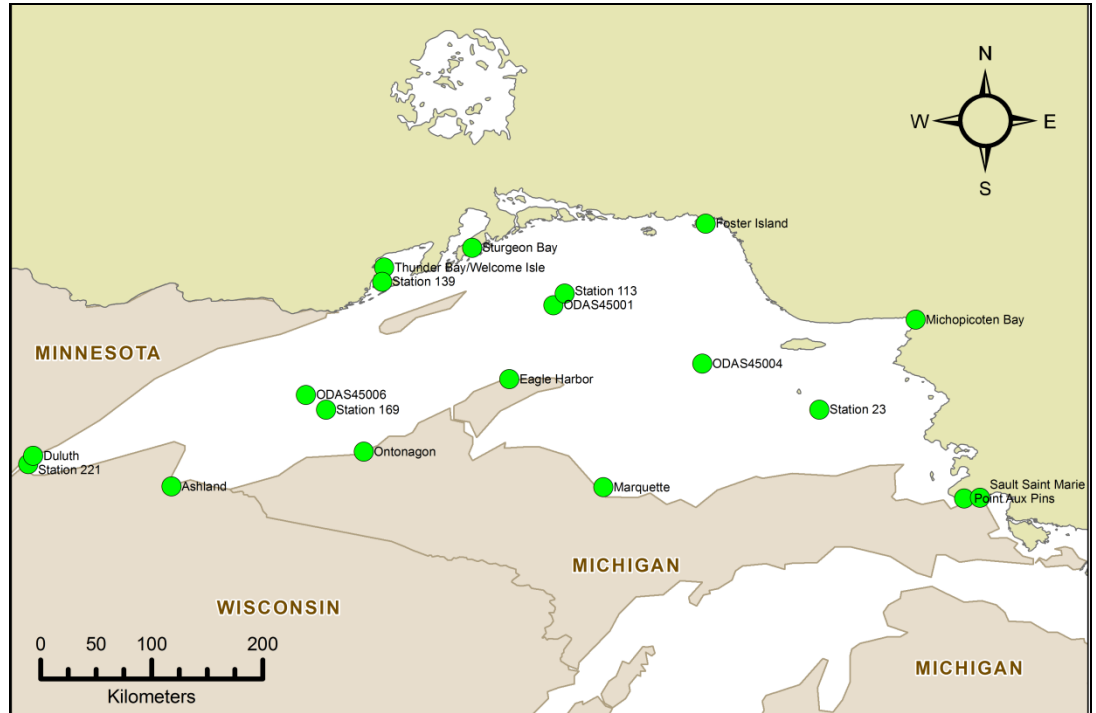 N
W E
S
Foster Island
Sturgeon Bay
Thunder Bay/Welcome Isle
Station 139
Station 113
ODAS45001
Michopicoten Bay
MINNESOTA
ODAS45004
Eagle Harbor
ODAS45006
Station 169
Station 23
Ontonagon
Duluth
Station 221
Ashland
Marquette
Sault Saint Marie
Point Aux Pins
MICHIGAN
WISCONSIN
0 50 100 200
Kilometers
MICHIGAN